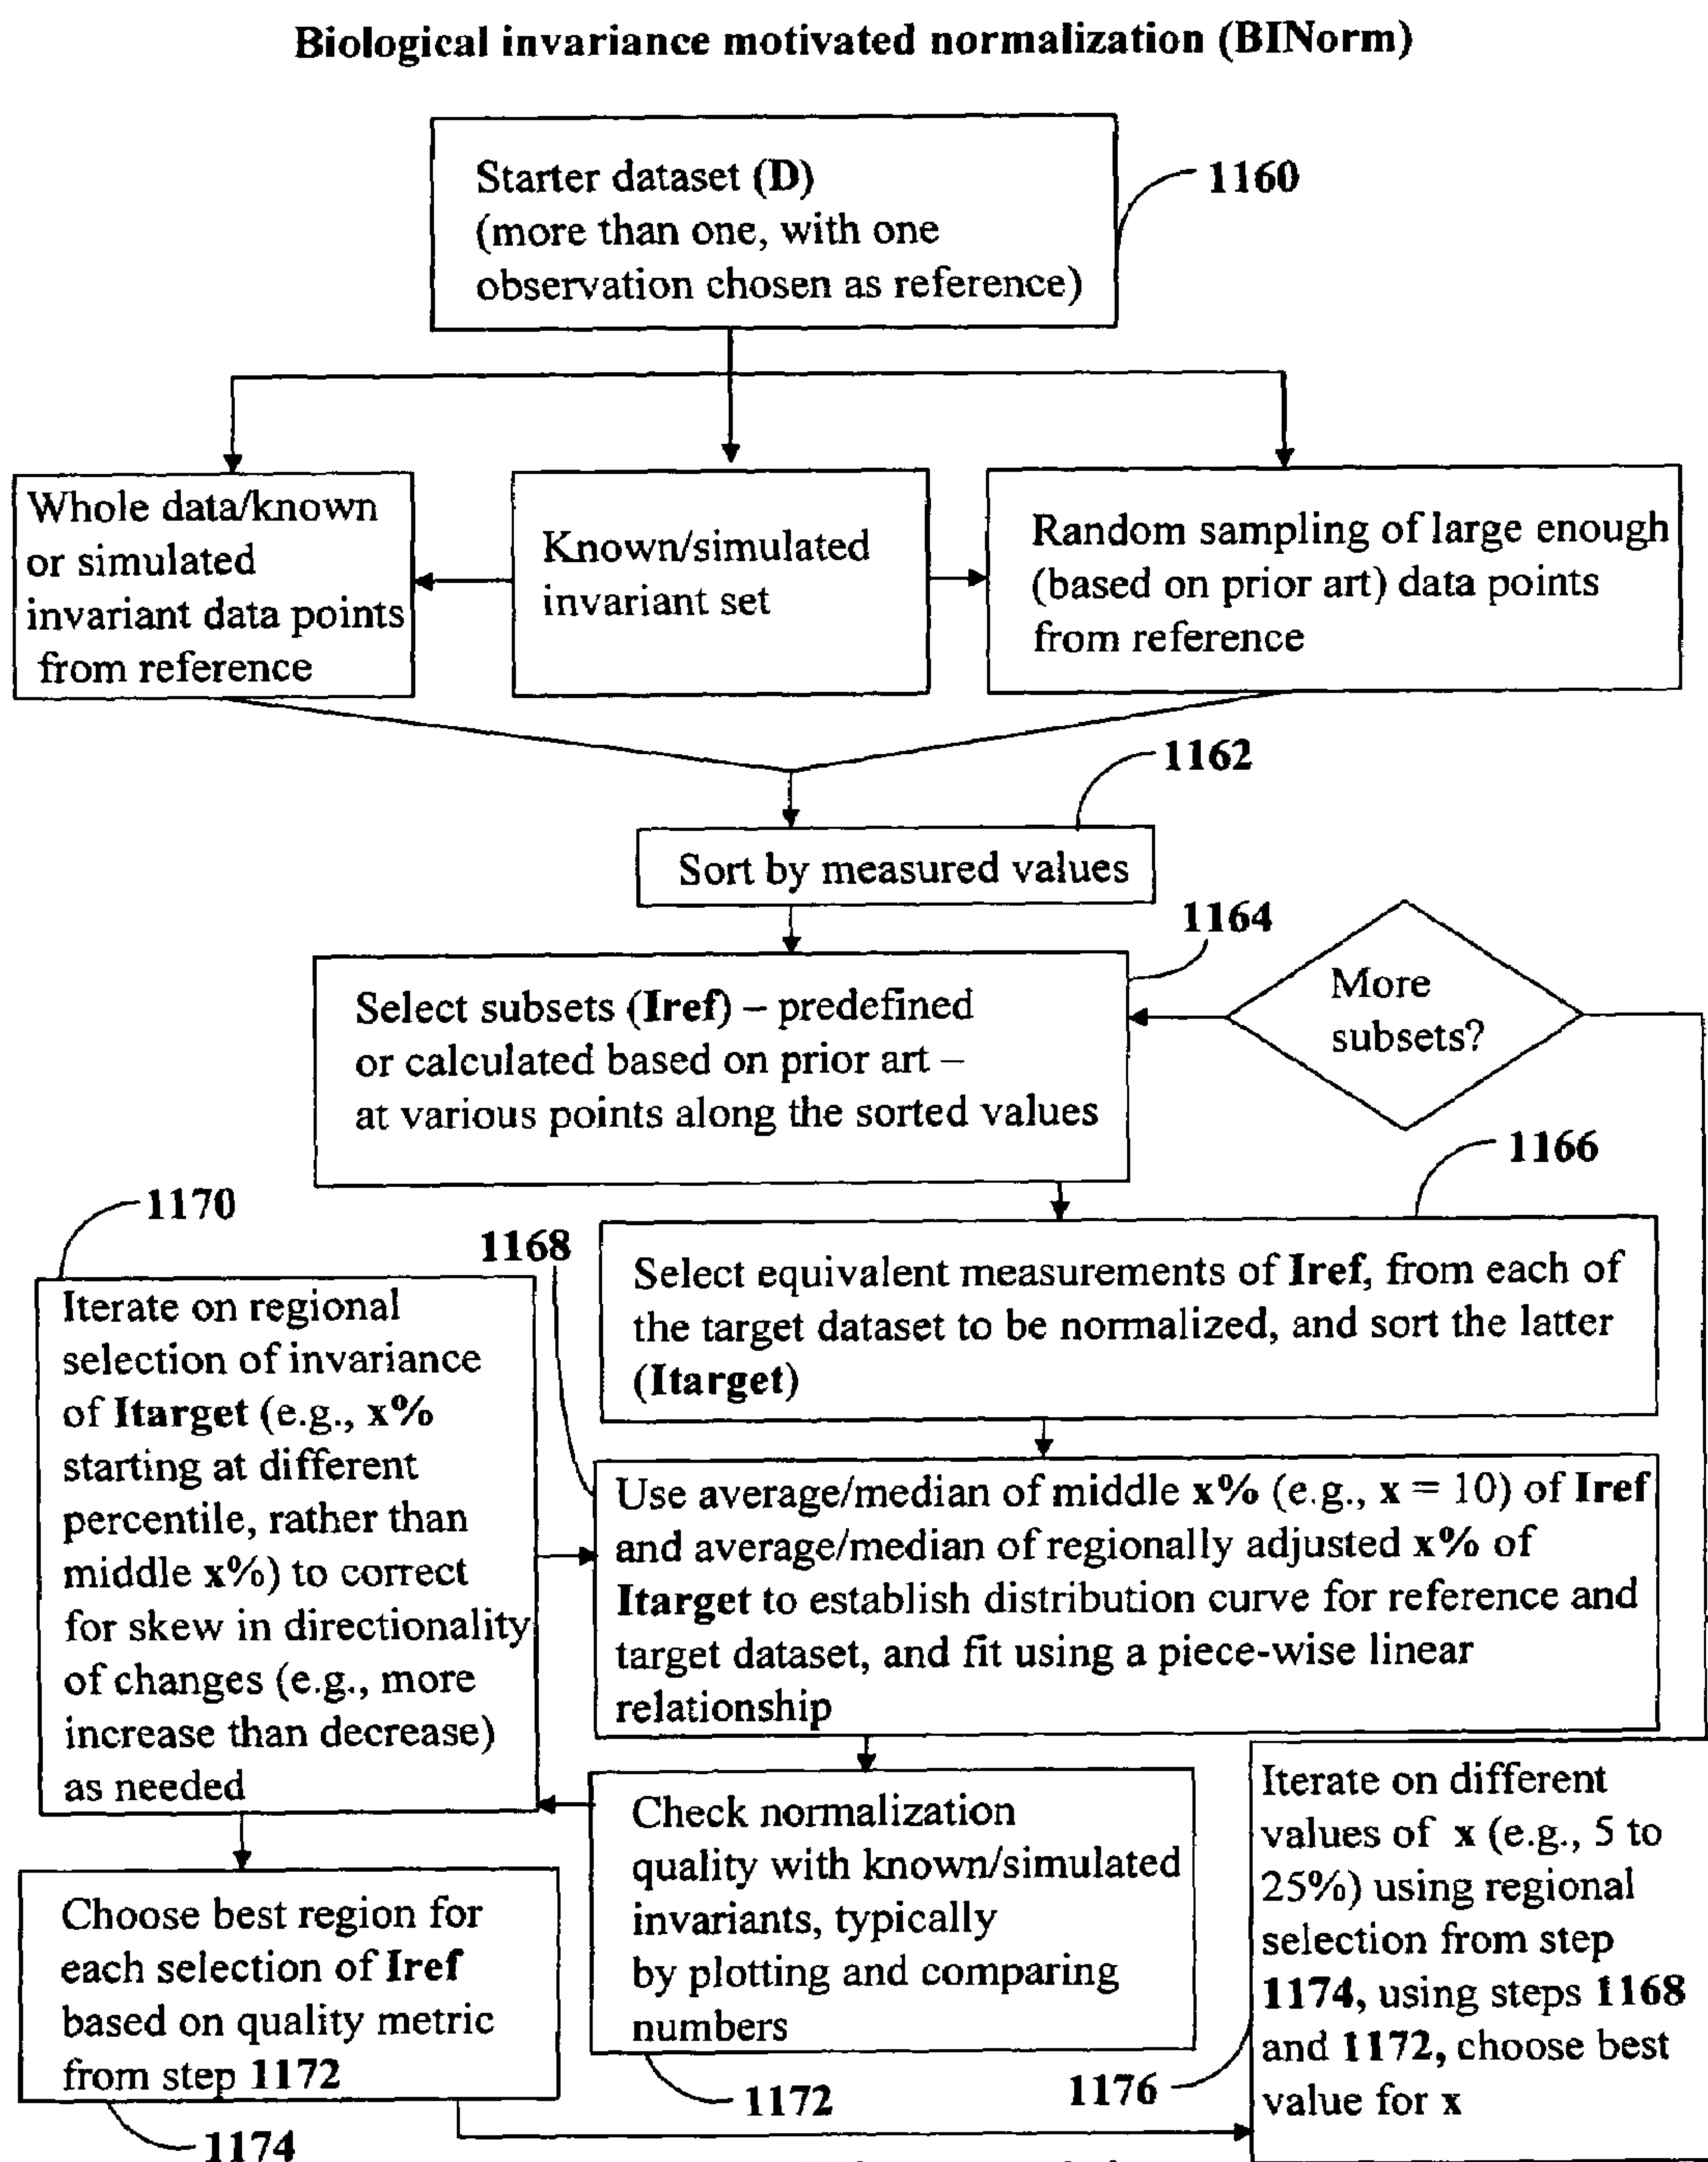 Biological invariance motivated normalization (BINorm)
Starter dataset (D)
(more than one, with one
observation chosen as reference)
1160
Whole data/known
or simulated
invariant data points
from reference
Known/simulated
invariant set
Random sampling of large enough
(based on prior art) data points
from reference
1162
Sort by measured values
1164
Select subsets (Iref) – predefined
or calculated based on prior art –
at various points along the sorted values
More
subsets?
1166
Select equivalent measurements of Iref, from each of
the target dataset to be normalized, and sort the latter
(Itarget)
1170
Iterate on regional
selection of invariance
of Itarget (e.g., x%
starting at different
percentile, rather than
middle x%) to correct
for skew in directionality
of changes (e.g., more
increase than decrease)
as needed
1168
Use average/median of middle x% (e.g., x = 10) of Iref
and average/median of regionally adjusted x% of
Itarget to establish distribution curve for reference and
target dataset, and fit using a piece-wise linear
relationship
Check normalization
quality with known/simulated
invariants, typically
by plotting and comparing
numbers
1172
Choose best region for
each selection of Iref
based on quality metric
from step 1172
1174
Iterate on different
values of x (e.g., 5 to
25%) using regional
selection from step
1174, using steps 1168
and 1172, choose best
value for x
1176